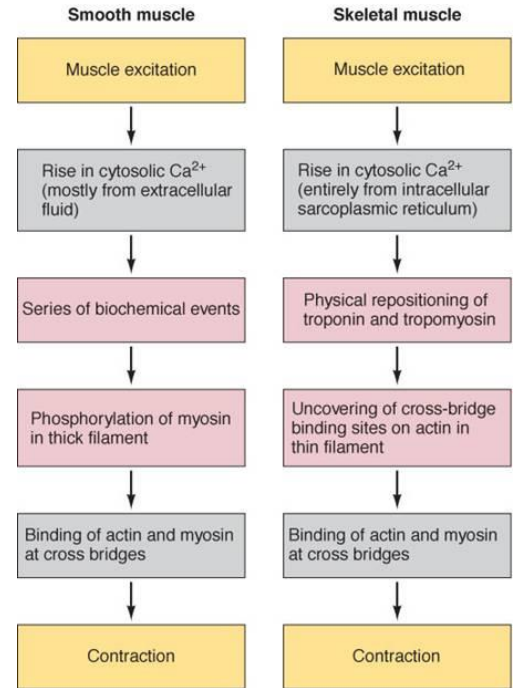 Smooth muscle
Muscle excitation
Rise in cytosolic Ca²⁺
(mostly from extracellular
fluid)
Series of biochemical events
Phosphorylation of myosin
in thick filament
Binding of actin and myosin
at cross bridges
Contraction
Skeletal muscle
Muscle excitation
Rise in cytosolic Ca²⁺
(entirely from intracellular
sarcoplasmic reticulum)
Physical repositioning of
troponin and tropomyosin
Uncovering of cross-bridge
binding sites on actin in
thin filament
Binding of actin and myosin
at cross bridges
Contraction